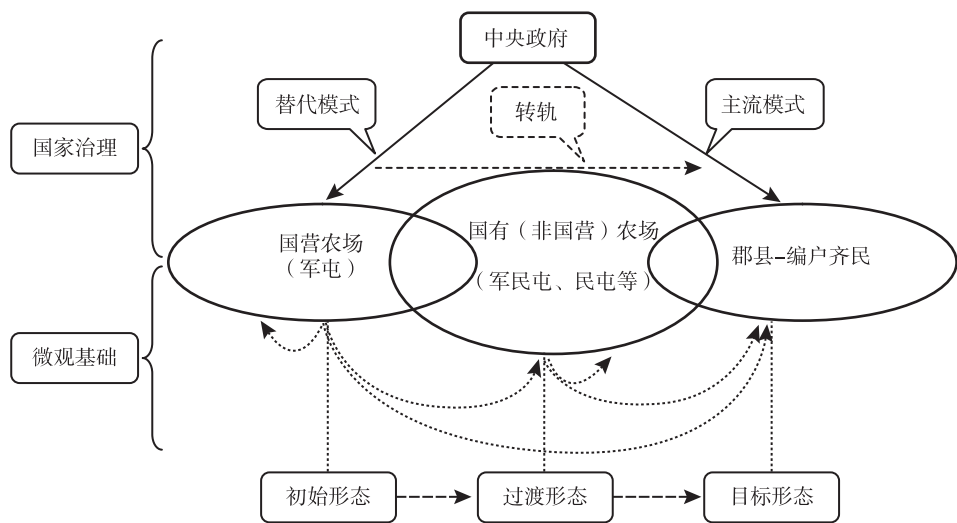 中央政府
替代模式
转轨
主流模式
国家治理
国营农场
（军屯）
国有（非国营）农场
（军民屯、民屯等）
郡县-编户齐民
微观基础
初始形态
过渡形态
目标形态